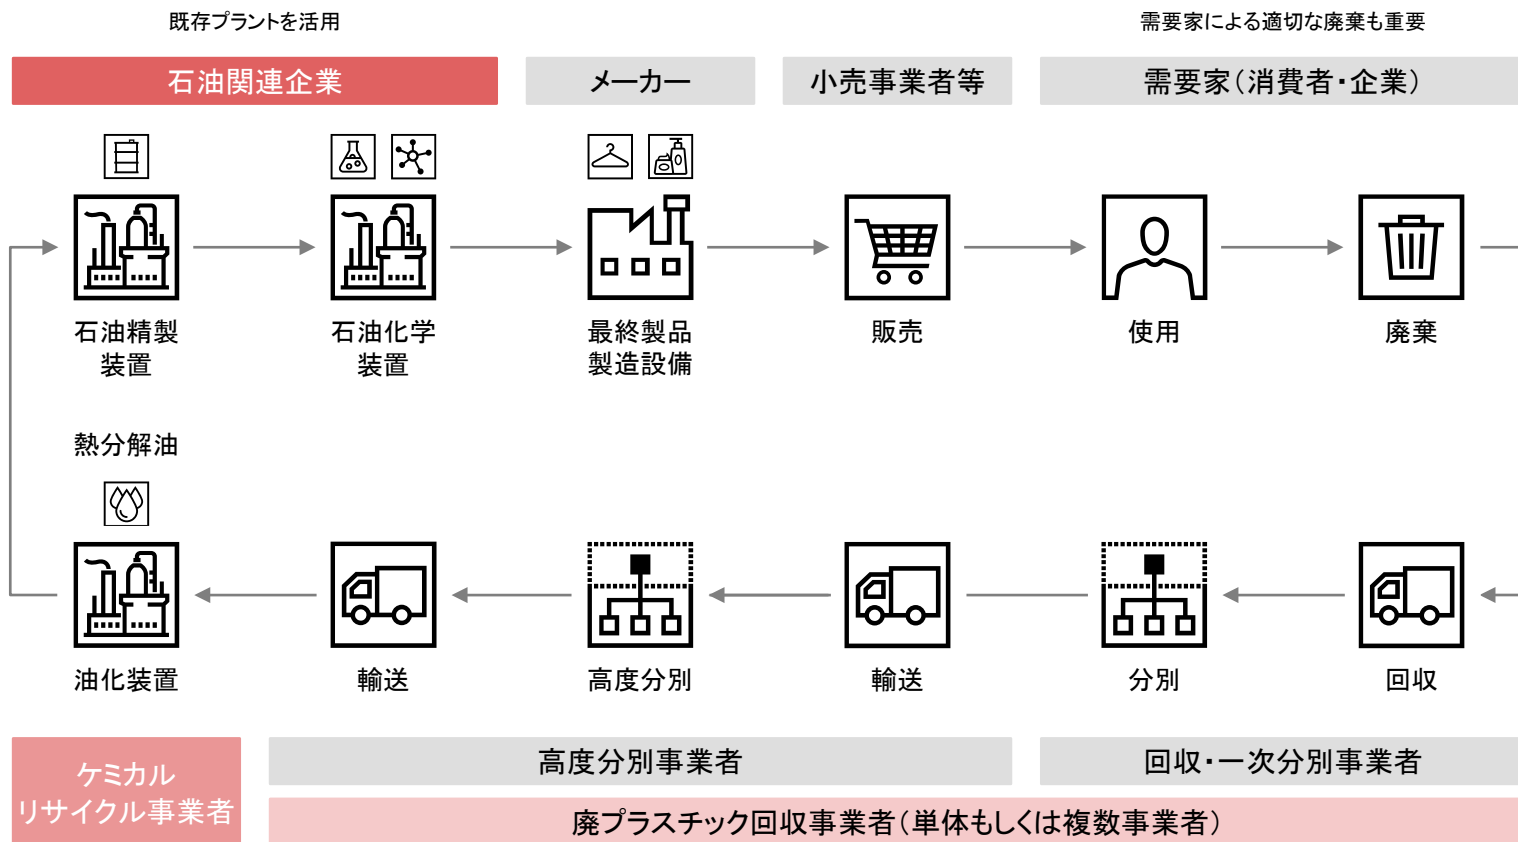 既存プラントを活用
需要家による適切な廃棄も重要
石油関連企業
メーカー
小売事業者等
需要家（消費者・企業）
石油精製
装置
石油化学
装置
最終製品
製造設備
販売
使用
廃棄
熱分解油
油化装置
輸送
高度分別
輸送
分別
回収
ケミカル
リサイクル事業者
高度分別事業者
回収・一次分別事業者
廃プラスチック回収事業者（単体もしくは複数事業者）